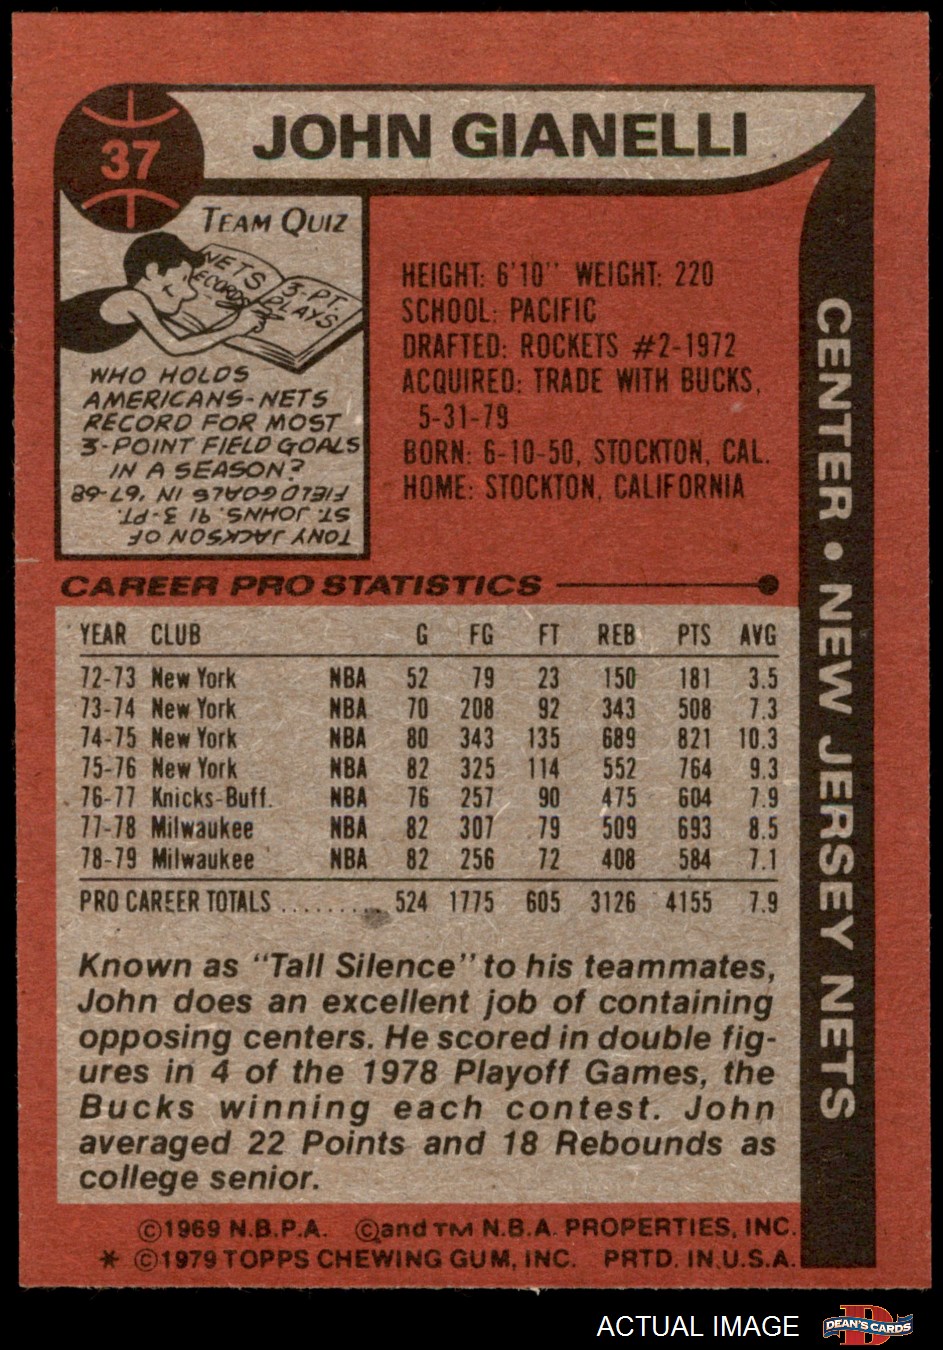 37
JOHN GIANELLI
TEAM QUIZ
NETS RECORDS
3-PT. PLAYS
WHO HOLDS
AMERICANS-NETS
RECORD FOR MOST
3-POINT FIELD GOALS
IN A SEASON?
TONY JACKSON OF
ST. JOHNS. 91 3-PT.
FIELD GOALS IN '67-68
HEIGHT: 6'10" WEIGHT: 220
SCHOOL: PACIFIC
DRAFTED: ROCKETS #2-1972
ACQUIRED: TRADE WITH BUCKS,
5-31-79
BORN: 6-10-50, STOCKTON, CAL.
HOME: STOCKTON, CALIFORNIA
CENTER • NEW JERSEY NETS
CAREER PRO STATISTICS
YEAR CLUB G FG FT REB PTS AVG
72-73 New York NBA 52 79 23 150 181 3.5
73-74 New York NBA 70 208 92 343 508 7.3
74-75 New York NBA 80 343 135 689 821 10.3
75-76 New York NBA 82 325 114 552 764 9.3
76-77 Knicks-Buff. NBA 76 257 90 475 604 7.9
77-78 Milwaukee NBA 82 307 79 509 693 8.5
78-79 Milwaukee NBA 82 256 72 408 584 7.1
PRO CAREER TOTALS .......... 524 1775 605 3126 4155 7.9
Known as "Tall Silence" to his teammates,
John does an excellent job of containing
opposing centers. He scored in double fig-
ures in 4 of the 1978 Playoff Games, the
Bucks winning each contest. John
averaged 22 Points and 18 Rebounds as
college senior.
©1969 N.B.P.A. ©and TM N.B.A. PROPERTIES, INC.
* ©1979 TOPPS CHEWING GUM, INC. PRTD. IN U.S.A.
ACTUAL IMAGE
D
DEAN'S CARDS